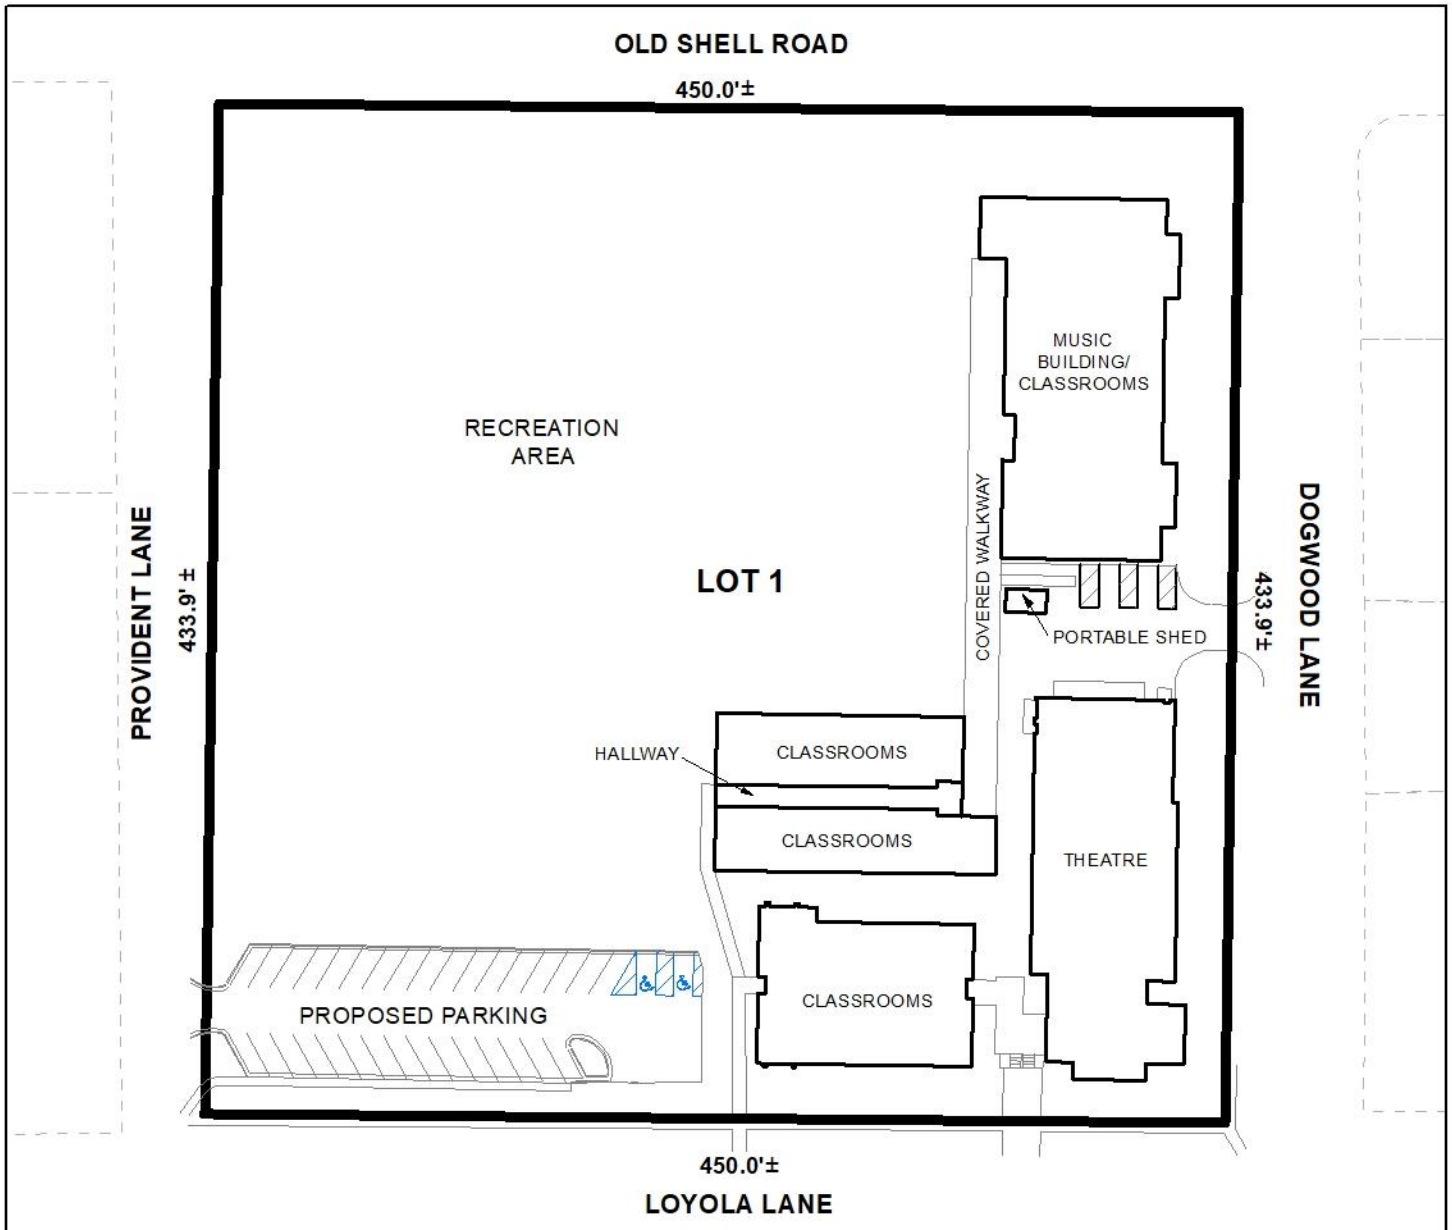 OLD SHELL ROAD
450.0'±
MUSIC
BUILDING/
CLASSROOMS
RECREATION
AREA
COVERED WALKWAY
PROVIDENT LANE
433.9' ±
LOT 1
DOGWOOD LANE
433.9'±
PORTABLE SHED
HALLWAY
CLASSROOMS
CLASSROOMS
THEATRE
CLASSROOMS
PROPOSED PARKING
450.0'±
LOYOLA LANE